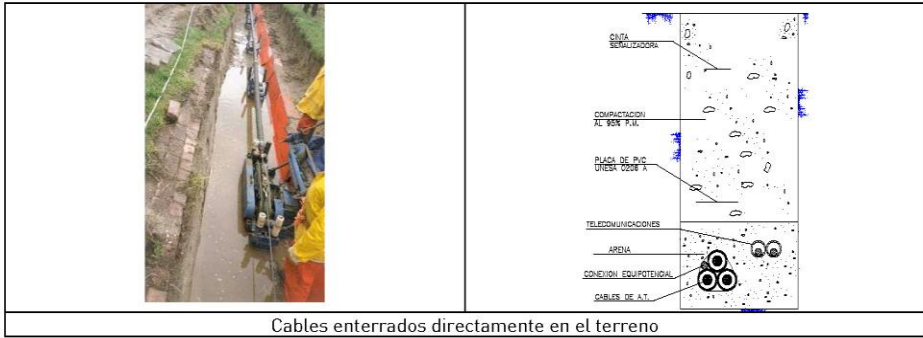 CINTA
SEÑALIZADORA
COMPACTACION
AL 95% P.M.
PLACA DE PVC
UNESA 0206 A
TELECOMUNICACIONES
ARENA
CONEXION EQUIPOTENCIAL
CABLES DE A.T.
Cables enterrados directamente en el terreno